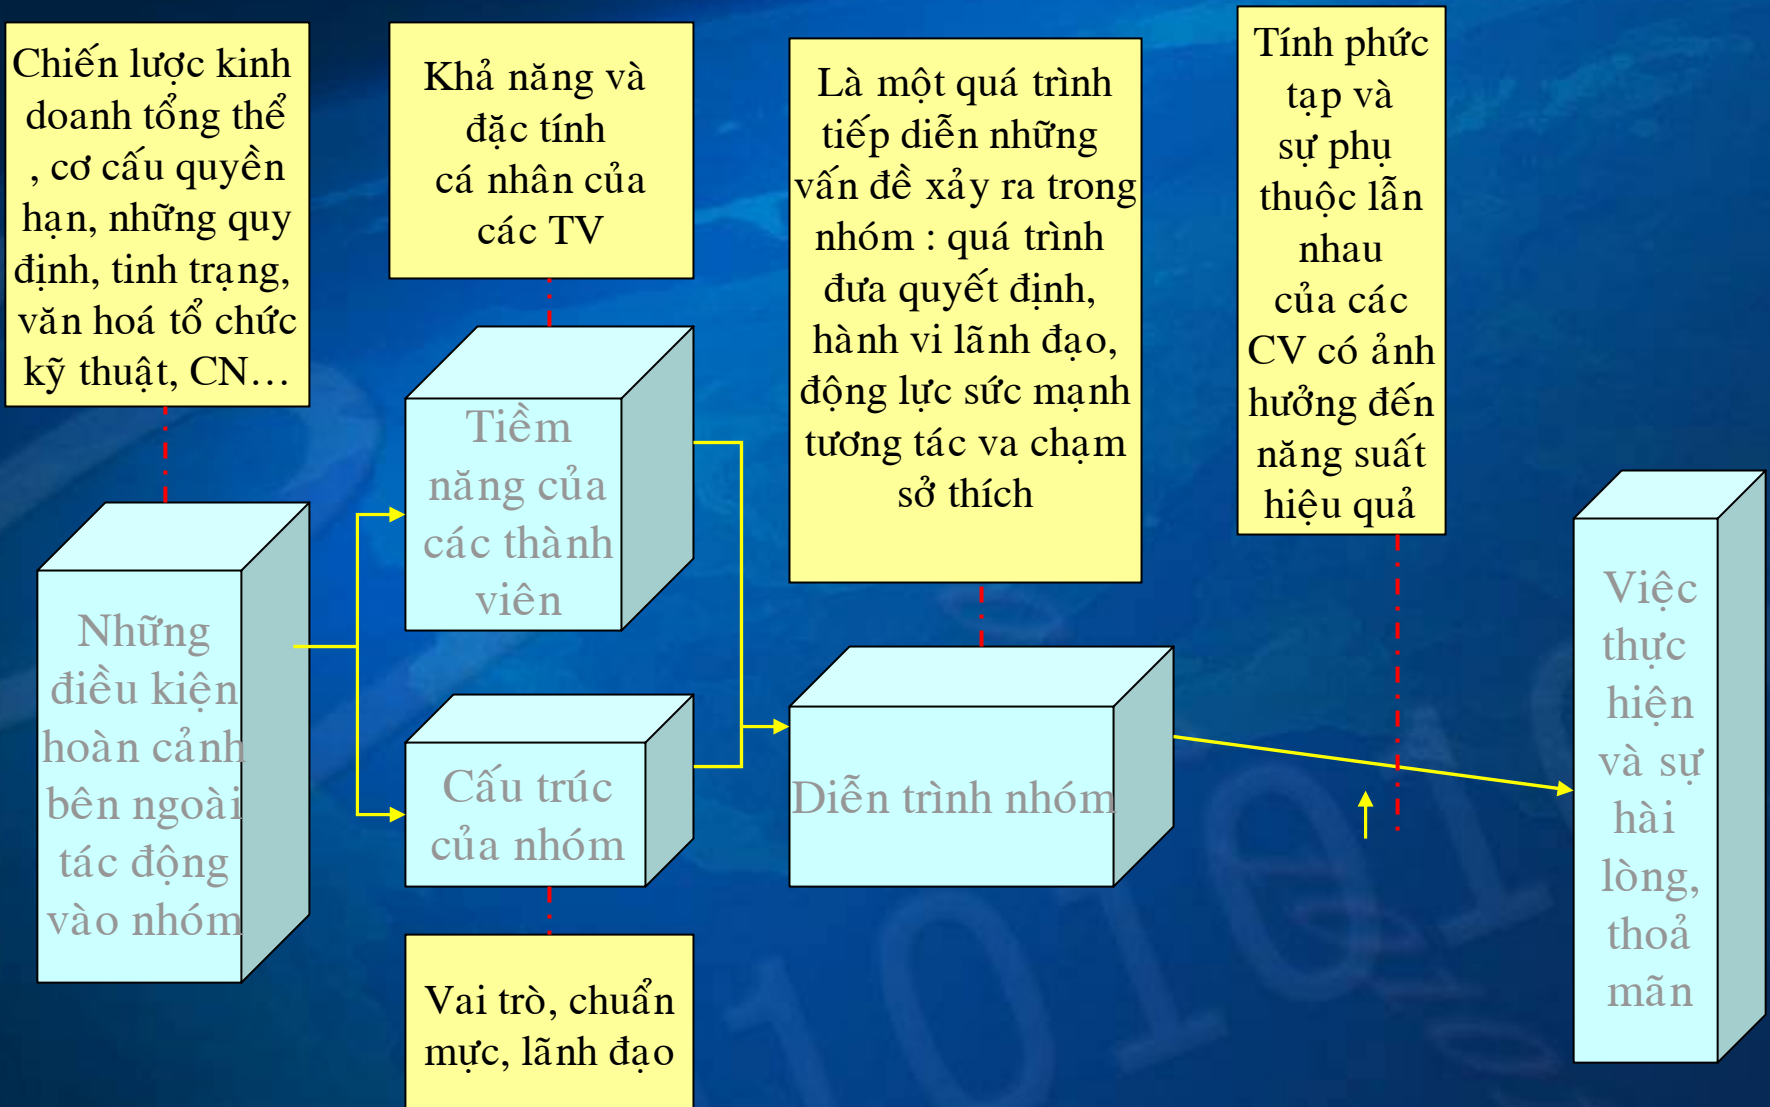 Chiến lược kinh
doanh tổng thể
, cơ cấu quyền
hạn, những quy
định, tinh trạng,
văn hoá tổ chức
kỹ thuật, CN...
Khả năng và
đặc tính
cá nhân của
các TV
Là một quá trình
tiếp diễn những
vấn đề xảy ra trong
nhóm : quá trình
đưa quyết định,
hành vi lãnh đạo,
động lực sức mạnh
tương tác va chạm
sở thích
Tính phức
tạp và
sự phụ
thuộc lẫn
nhau
của các
CV có ảnh
hưởng đến
năng suất
hiệu quả
Những
điều kiện
hoàn cảnh
bên ngoài
tác động
vào nhóm
Tiềm
năng của
các thành
viên
Cấu trúc
của nhóm
Vai trò, chuẩn
mực, lãnh đạo
Diễn trình nhóm
Việc
thực
hiện
và sự
hài
lòng,
thoả
mãn